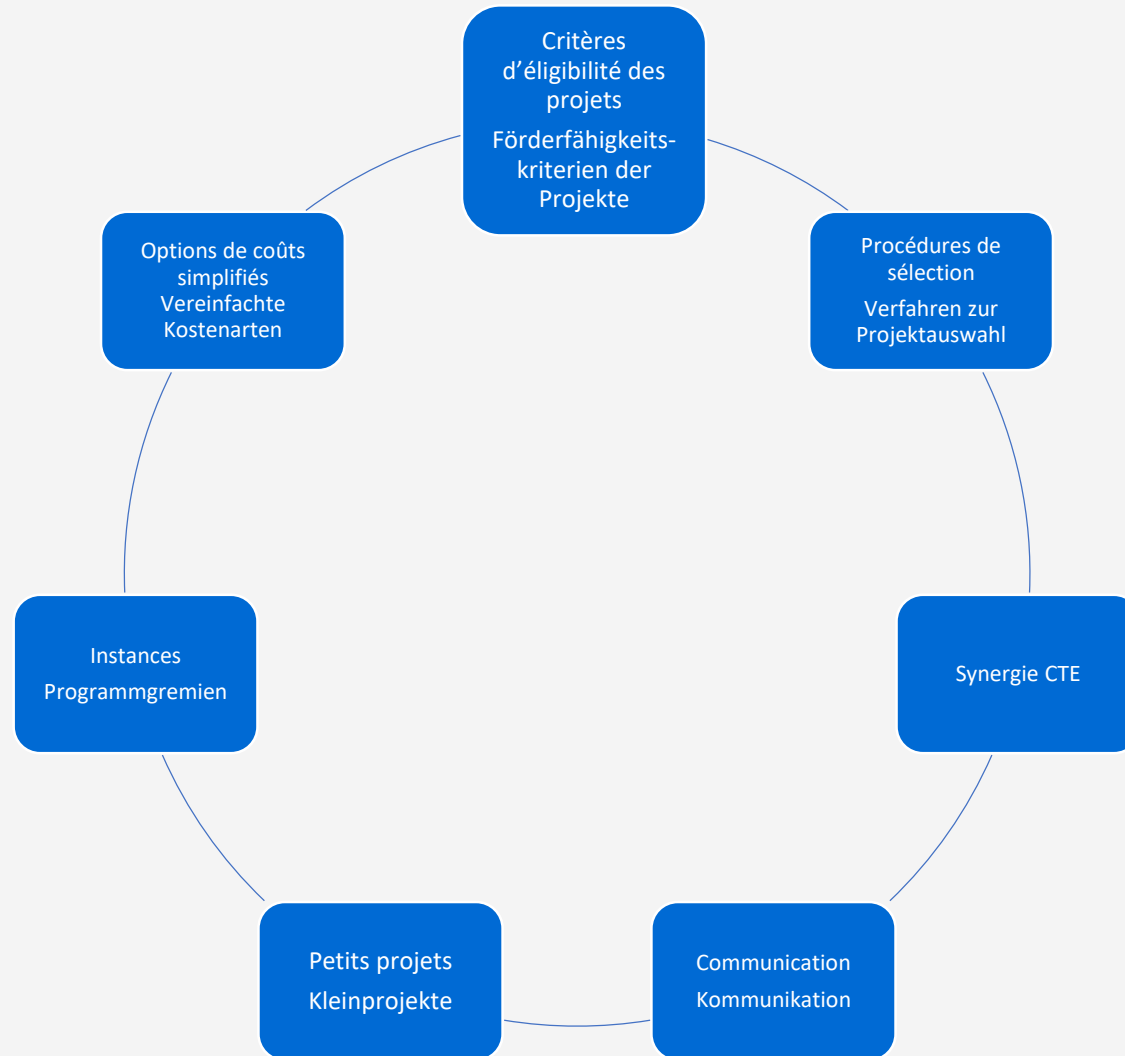 Critères
d’éligibilité des
projets
Förderfähigkeits-
kriterien der
Projekte
Procédures de
sélection
Verfahren zur
Projektauswahl
Synergie CTE
Communication
Kommunikation
Petits projets
Kleinprojekte
Instances
Programmgremien
Options de coûts
simplifiés
Vereinfachte
Kostenarten